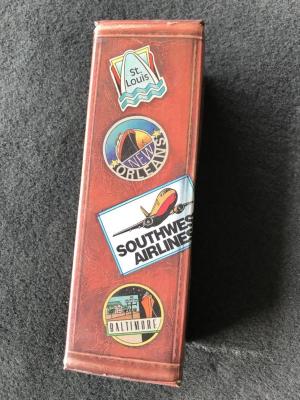 St.
Louis
NEW
ORLEANS
SOUTHWES
AIRLINES
BALTIMORE